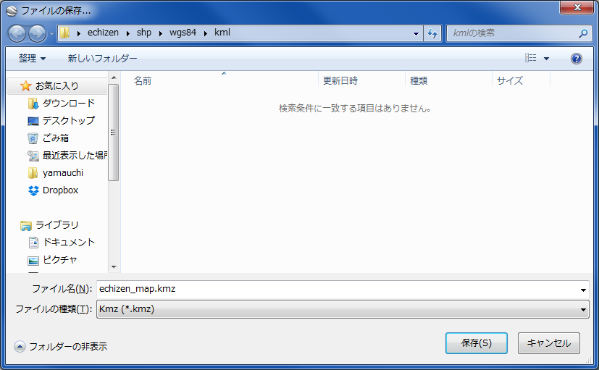 ファイルの保存...
echizen ▸ shp ▸ wgs84 ▸ kml
kmlの検索
整理 ▼ 新しいフォルダー
お気に入り
ダウンロード
デスクトップ
ごみ箱
最近表示した場所
yamauchi
Dropbox
ライブラリ
ドキュメント
ピクチャ
名前 更新日時 種類 サイズ
検索条件に一致する項目はありません。
ファイル名(N): echizen_map.kmz
ファイルの種類(T): Kmz (*.kmz)
フォルダーの非表示
保存(S) キャンセル